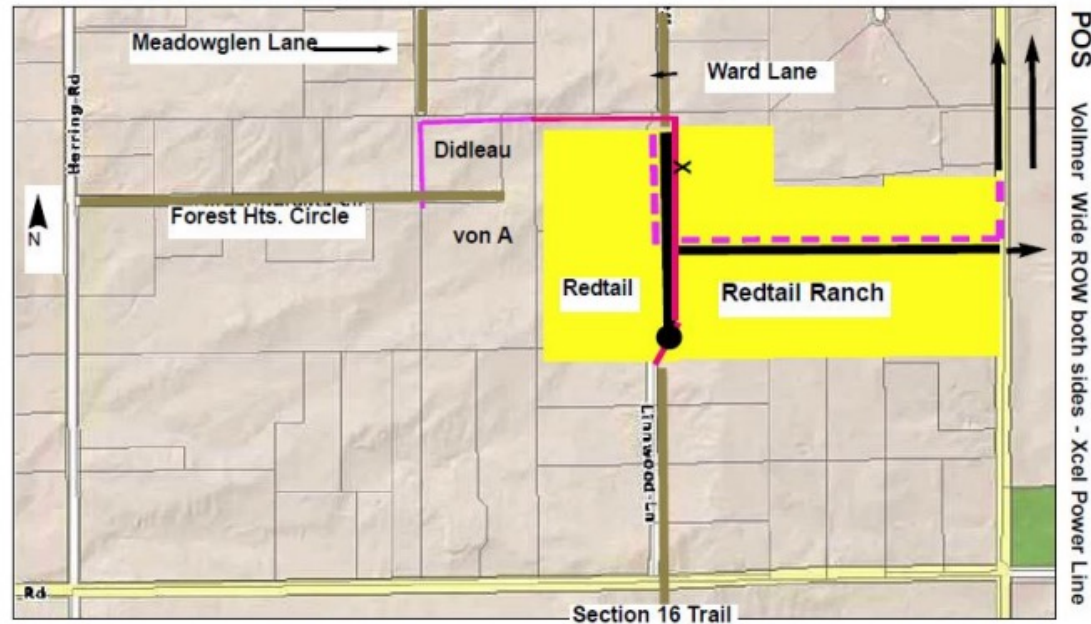 Meadowglen Lane
Ward Lane
Herring-Rd
Didleau
N
Forest Hts. Circle
von A
Redtail
Redtail Ranch
X
Linnwood-Ln
Rd
Section 16 Trail
POS Vollmer Wide ROW both sides - Xcel Power Line